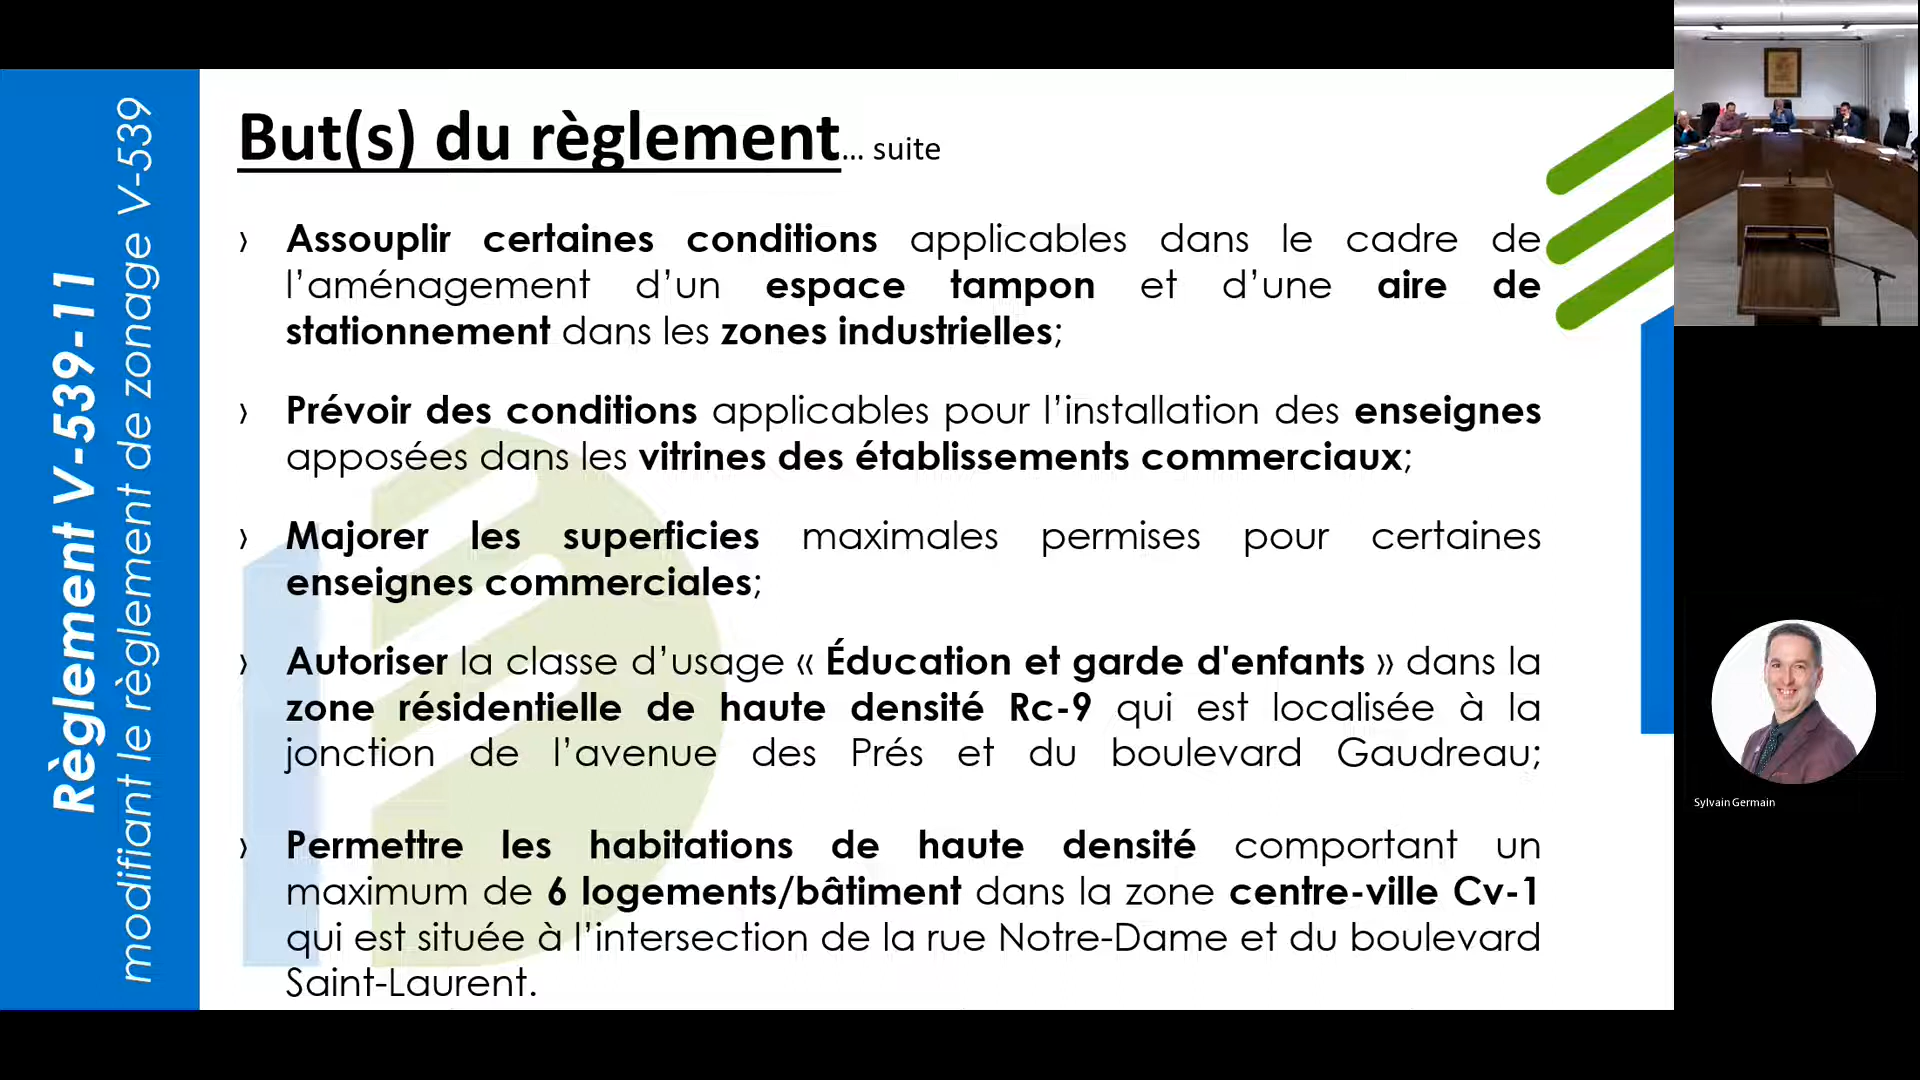 Règlement V-539-11
modifiant le règlement de zonage V-539
But(s) du règlement... suite
› Assouplir certaines conditions applicables dans le cadre de
l’aménagement d’un espace tampon et d’une aire de
stationnement dans les zones industrielles;
› Prévoir des conditions applicables pour l’installation des enseignes
apposées dans les vitrines des établissements commerciaux;
› Majorer les superficies maximales permises pour certaines
enseignes commerciales;
› Autoriser la classe d’usage « Éducation et garde d'enfants » dans la
zone résidentielle de haute densité Rc-9 qui est localisée à la
jonction de l’avenue des Prés et du boulevard Gaudreau;
› Permettre les habitations de haute densité comportant un
maximum de 6 logements/bâtiment dans la zone centre-ville Cv-1
qui est située à l’intersection de la rue Notre-Dame et du boulevard
Saint-Laurent.
Sylvain Germain